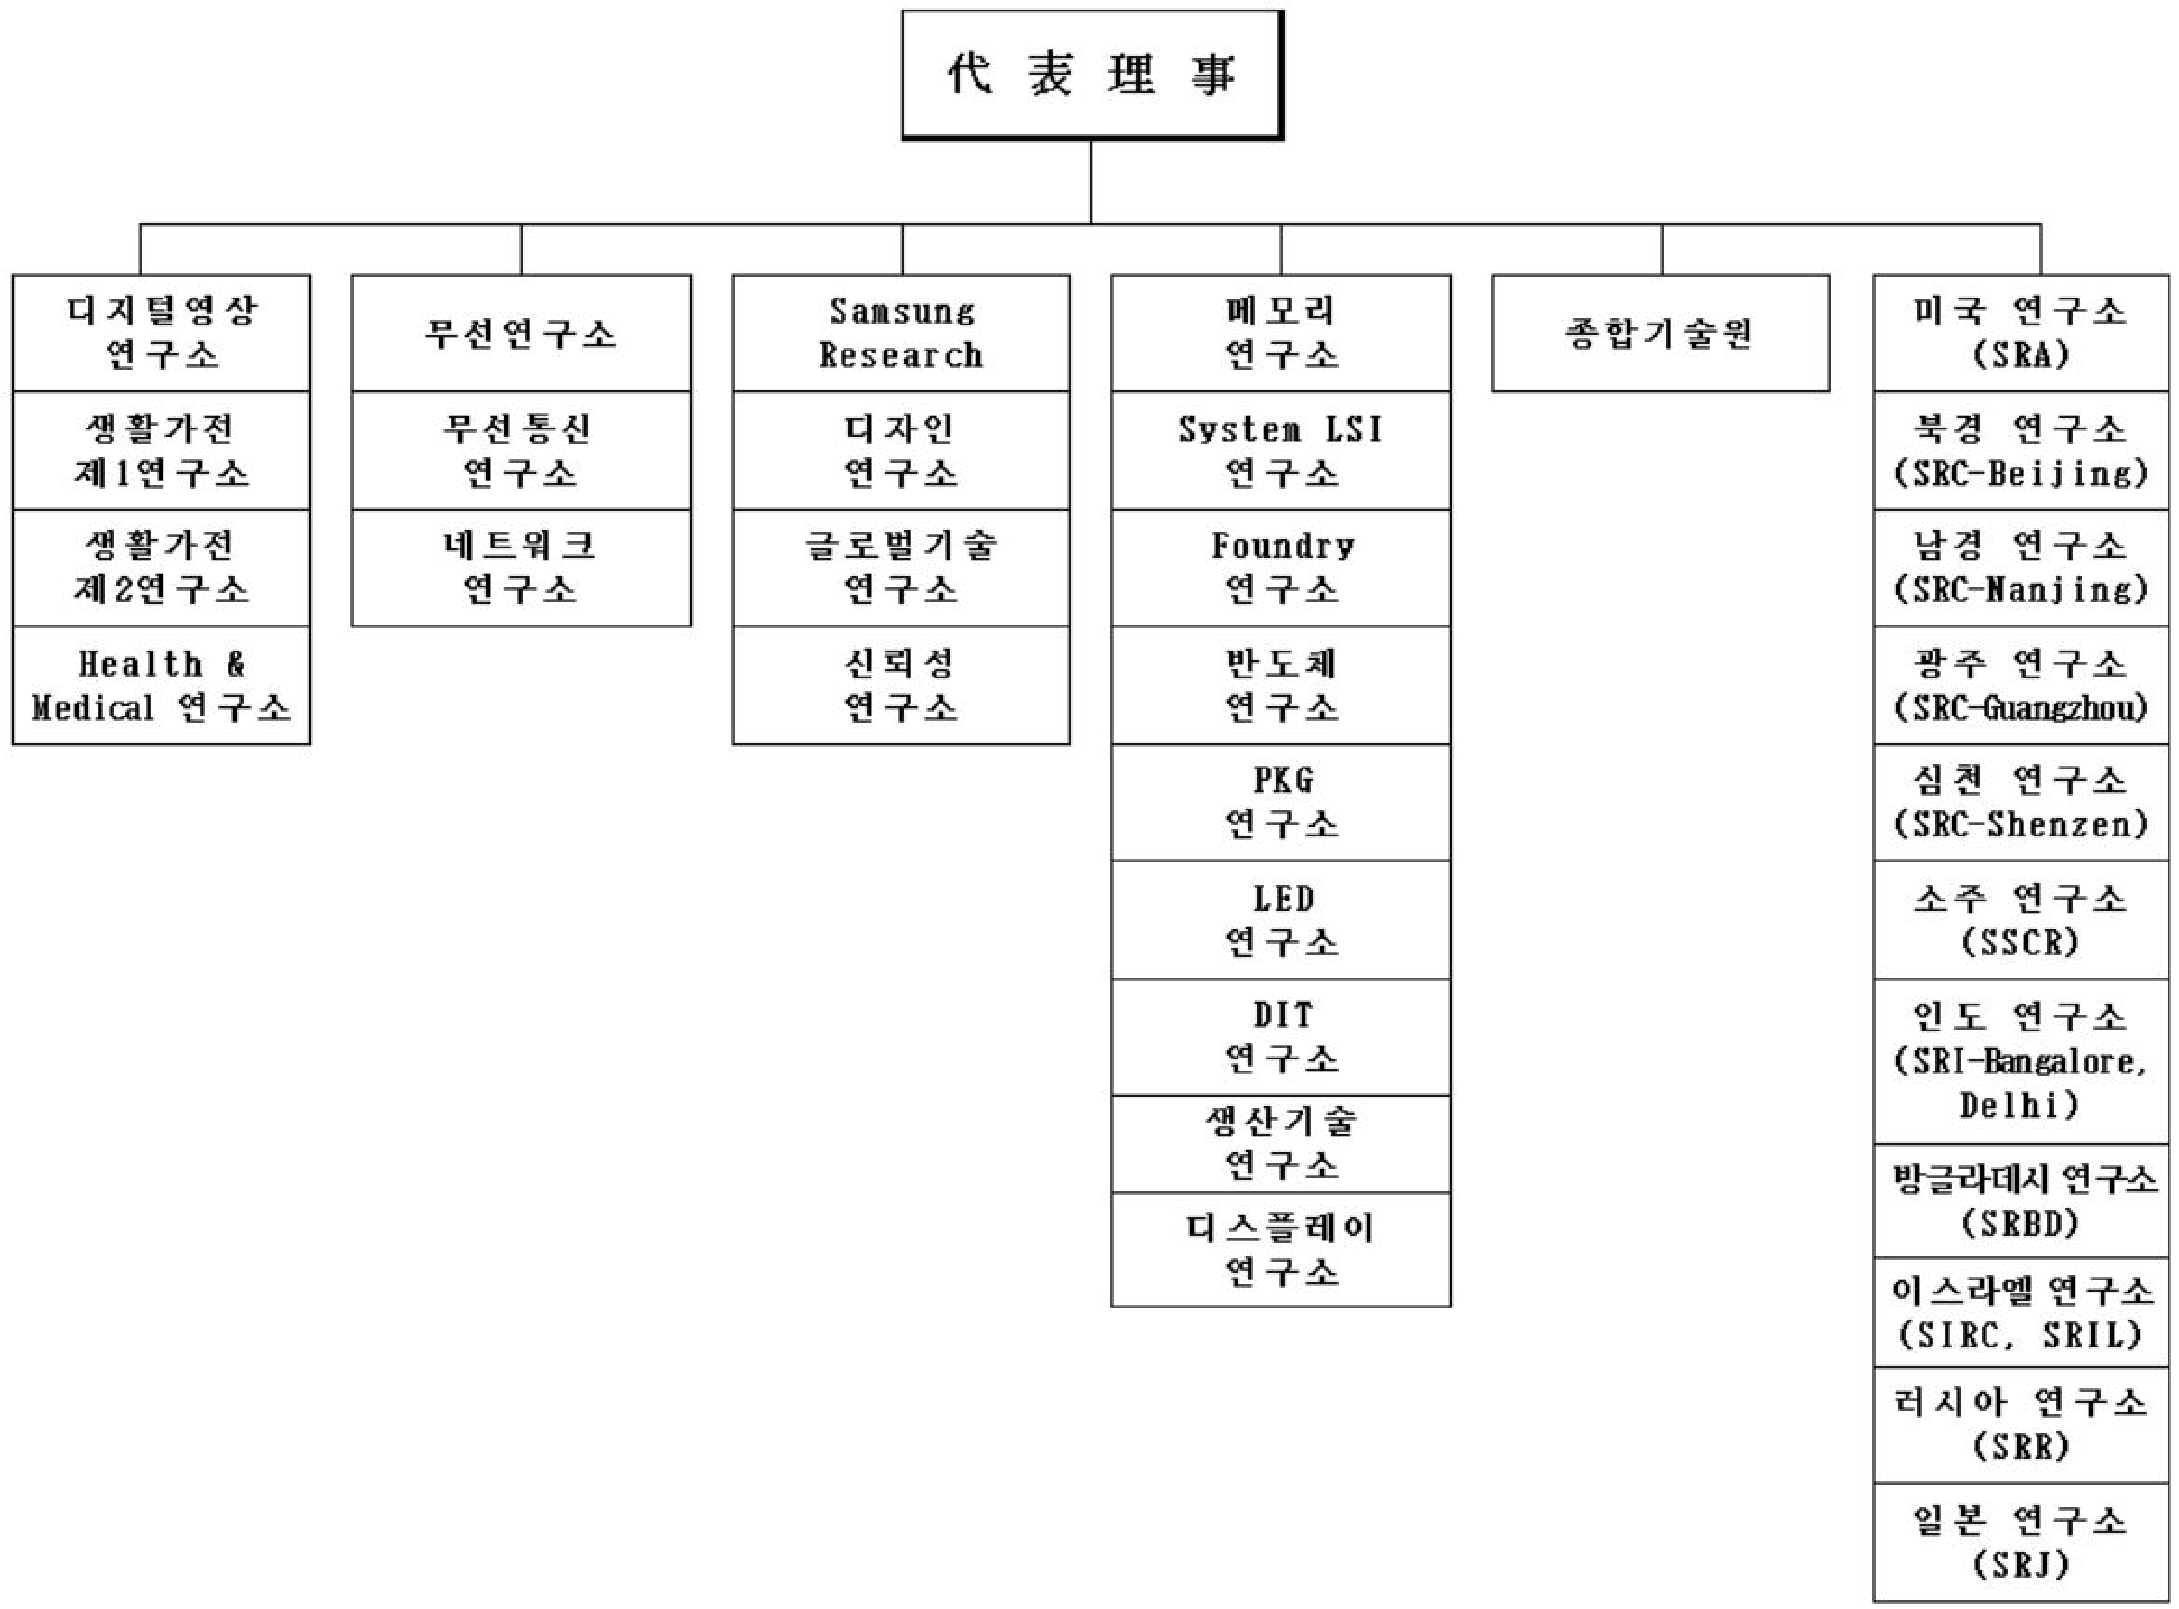 代表理事
디지털영상
연구소
생활가전
제1연구소
생활가전
제2연구소
Health &
Medical 연구소
무선연구소
무선통신
연구소
네트워크
연구소
Samsung
Research
디자인
연구소
글로벌기술
연구소
신뢰성
연구소
메모리
연구소
System LSI
연구소
Foundry
연구소
반도체
연구소
PKG
연구소
LED
연구소
DIT
연구소
생산기술
연구소
디스플레이
연구소
종합기술원
미국 연구소
(SRA)
북경 연구소
(SRC-Beijing)
남경 연구소
(SRC-Nanjing)
광주 연구소
(SRC-Guangzhou)
심천 연구소
(SRC-Shenzen)
소주 연구소
(SSCR)
인도 연구소
(SRI-Bangalore,
Delhi)
방글라데시 연구소
(SRBD)
이스라엘 연구소
(SIRC, SRIL)
러시아 연구소
(SRR)
일본 연구소
(SRJ)